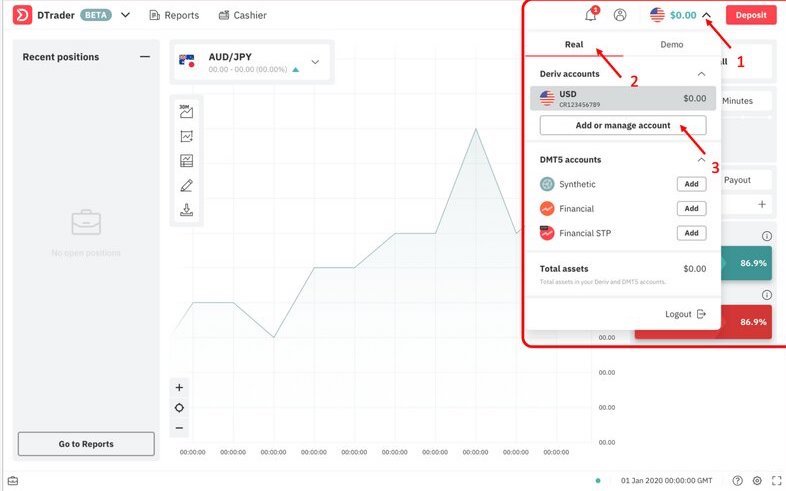 DTrader BETA Reports Cashier
1 $0.00 Deposit
1
Recent positions
AUD/JPY
00.00 - 00.00 (00.00%)
30M
No open positions
Go to Reports
Real Demo
2
Deriv accounts
USD
CR123456789
$0.00
Add or manage account
3
DMT5 accounts
Synthetic Add
Financial Add
Financial STP Add
Total assets $0.00
Total assets in your Deriv and DMT5 accounts.
Logout
Minutes
Payout
+
86.9%
86.9%
00.00
00.00
00.00
00.00
+
−
00:00:00 00:00:00 00:00:00 00:00:00 00:00:00 00:00:00 00:00:00 00:00:00 00:00:00 00:00:00
01 Jan 2020 00:00:00 GMT